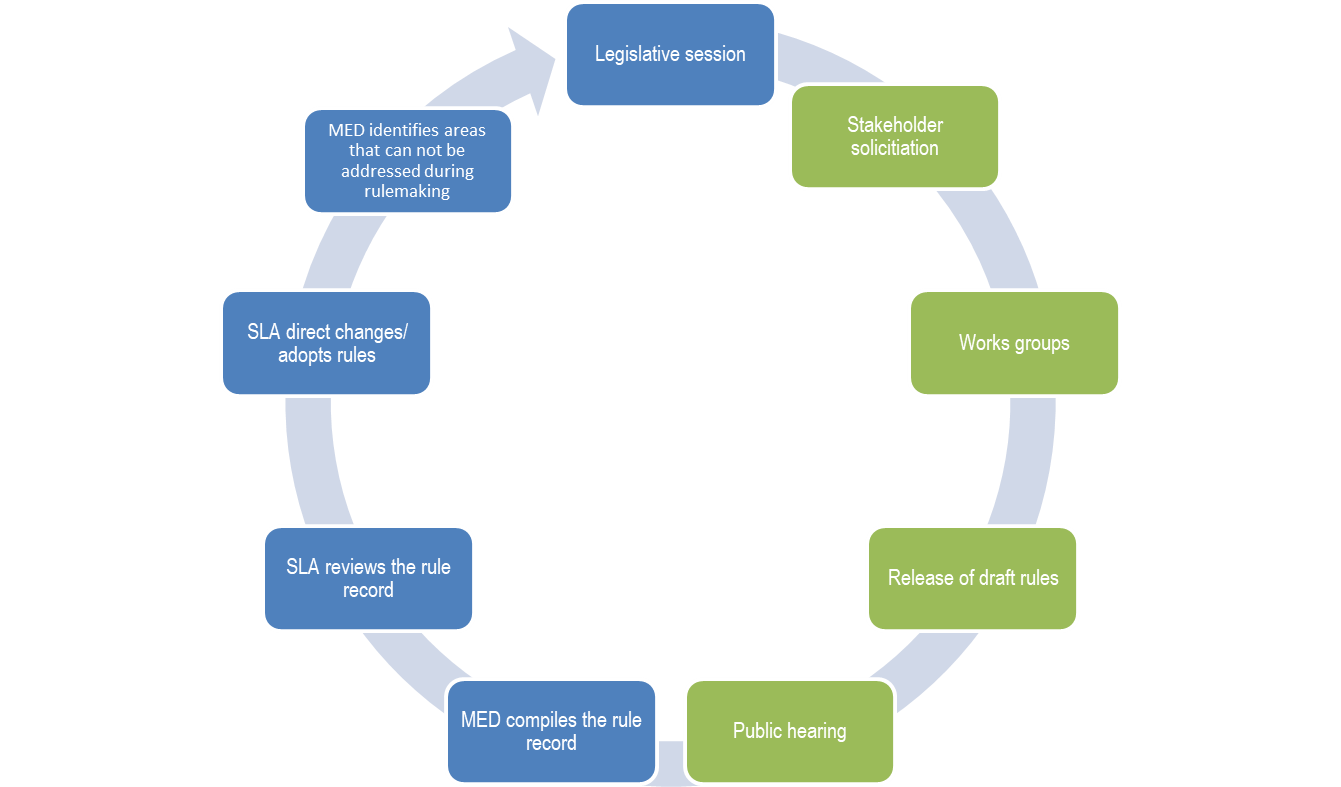 Legislative session
Stakeholder
solicitiation
Works groups
Release of draft rules
Public hearing
MED compiles the rule
record
SLA reviews the rule
record
SLA direct changes/
adopts rules
MED identifies areas
that can not be
addressed during
rulemaking